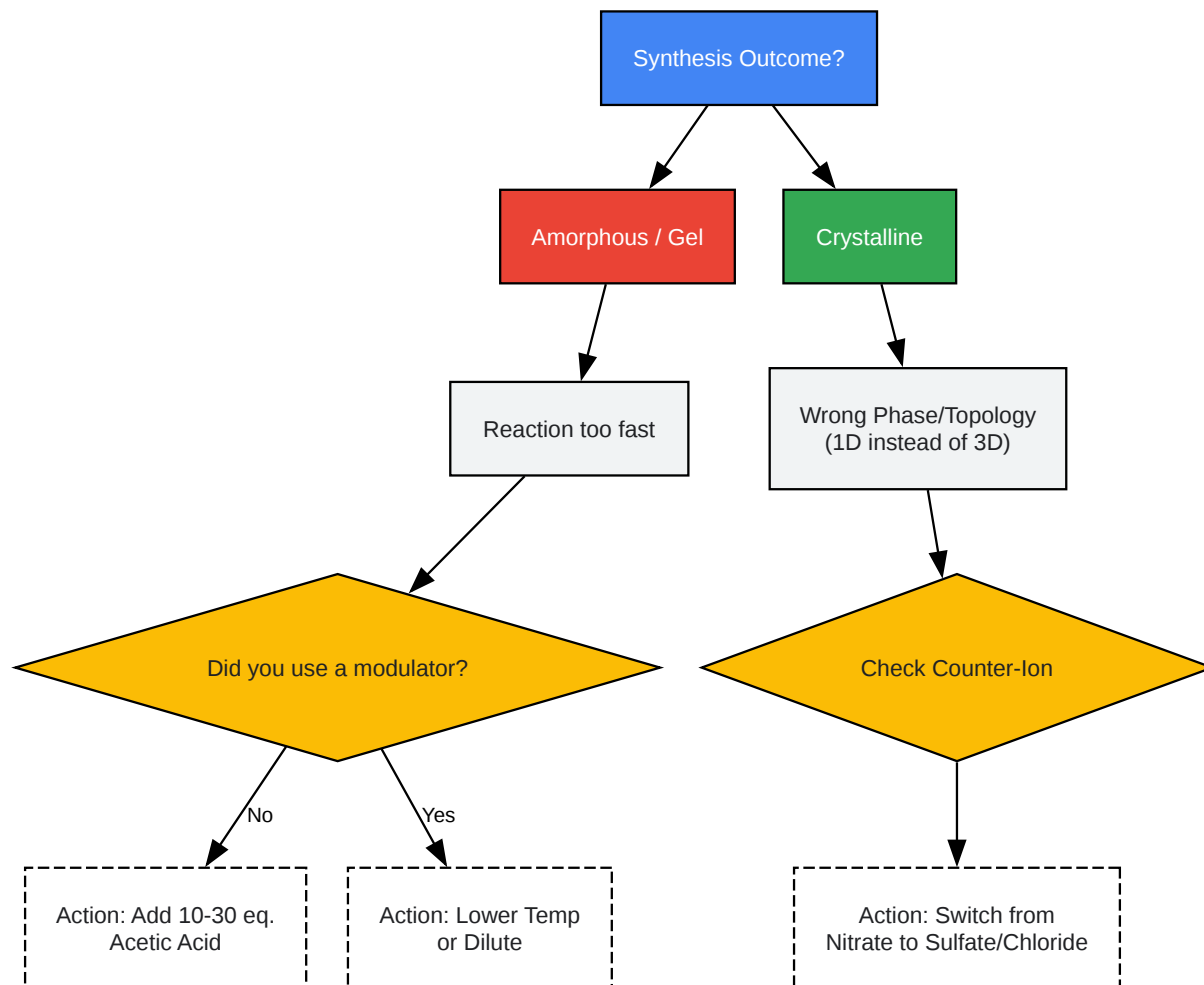 Synthesis Outcome?
Amorphous / Gel
Crystalline
Reaction too fast
Wrong Phase/Topology
(1D instead of 3D)
Did you use a modulator?
Check Counter-Ion
No
Yes
Action: Add 10-30 eq.
Acetic Acid
Action: Lower Temp
or Dilute
Action: Switch from
Nitrate to Sulfate/Chloride